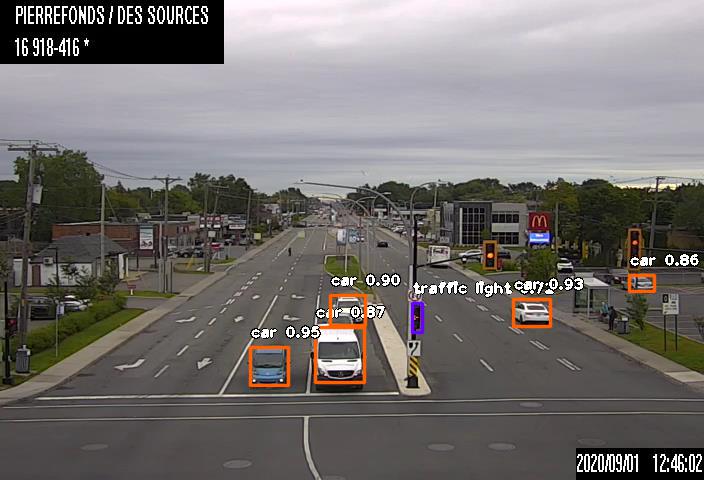 PIERREFONDS / DES SOURCES
16 918-416 *
car 0.86
car 0.90
traffic light
car 0.93
car 0.87
car 0.95
2020/09/01 12:46:02